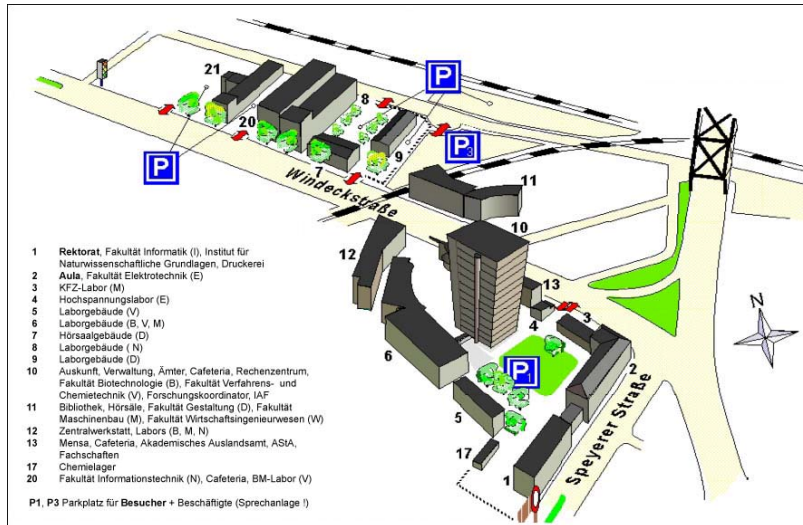 21
P
8
20
P
P
3
9
7
Windeckstraße
11
10
12
13
N
4
3
6
P
1
2
5
17
1
Speyerer Straße
1 Rektorat, Fakultät Informatik (I), Institut für
Naturwissenschaftliche Grundlagen, Druckerei
2 Aula, Fakultät Elektrotechnik (E)
3 KFZ-Labor (M)
4 Hochspannungslabor (E)
5 Laborgebäude (V)
6 Laborgebäude (B, V, M)
7 Hörsaalgebäude (D)
8 Laborgebäude ( N)
9 Laborgebäude (D)
10 Auskunft, Verwaltung, Ämter, Cafeteria, Rechenzentrum,
Fakultät Biotechnologie (B), Fakultät Verfahrens- und
Chemietechnik (V), Forschungskoordinator, IAF
11 Bibliothek, Hörsäle, Fakultät Gestaltung (D), Fakultät
Maschinenbau (M), Fakultät Wirtschaftsingenieurwesen (W)
12 Zentralwerkstatt, Labors (B, M, N)
13 Mensa, Cafeteria, Akademisches Auslandsamt, AStA,
Fachschaften
17 Chemielager
20 Fakultät Informationstechnik (N), Cafeteria, BM-Labor (V)
P1, P3 Parkplatz für Besucher + Beschäftigte (Sprechanlage !)